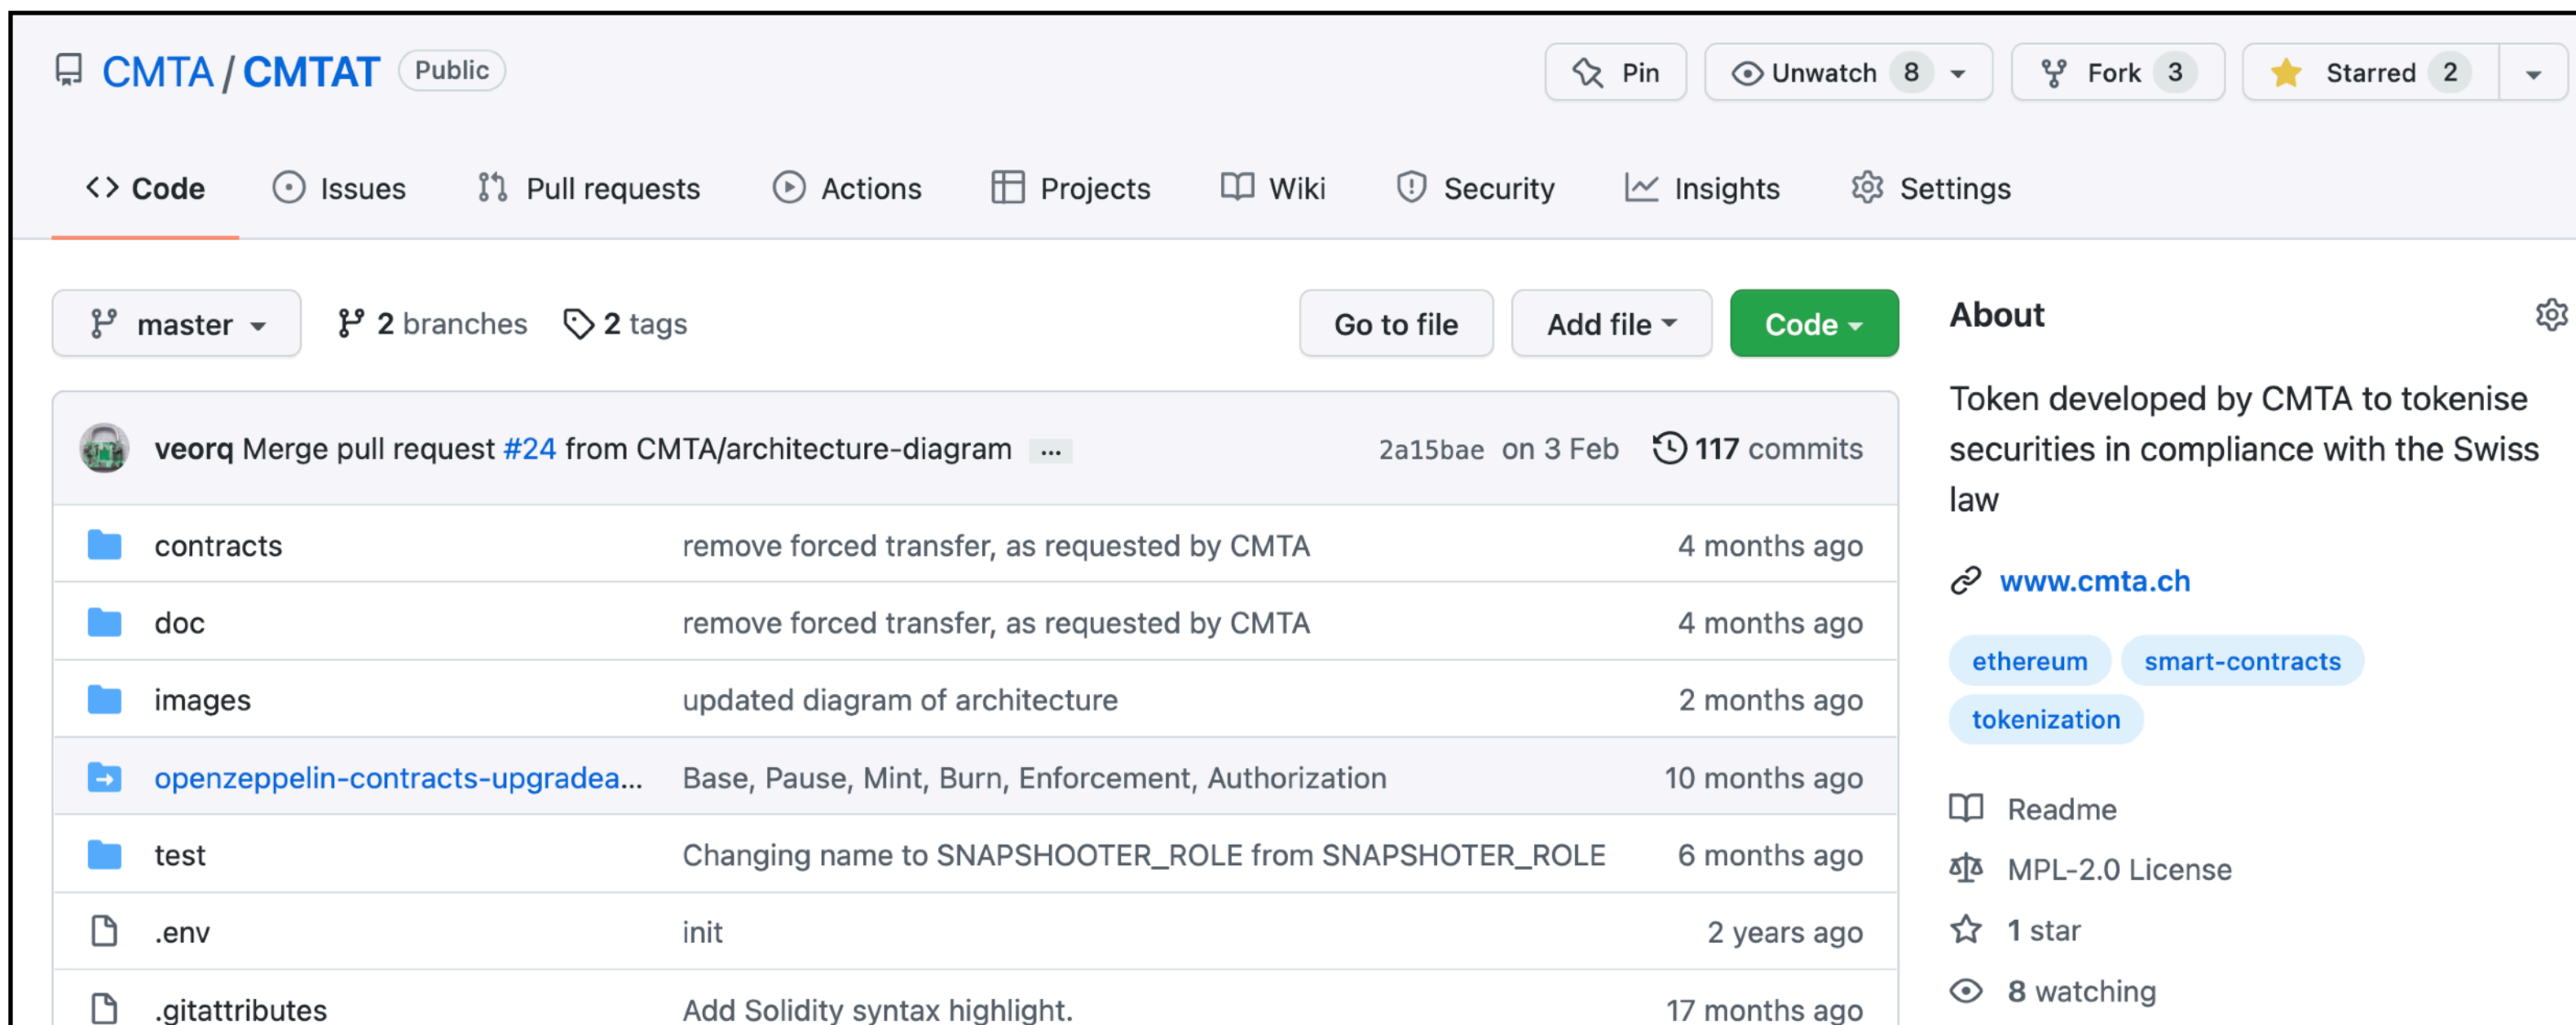 CMTA / CMTAT Public Pin Unwatch 8 Fork 3 Starred 2
Code Issues Pull requests Actions Projects Wiki Security Insights Settings
master 2 branches 2 tags Go to file Add file Code
veorq Merge pull request #24 from CMTA/architecture-diagram ... 2a15bae on 3 Feb 117 commits
contracts remove forced transfer, as requested by CMTA 4 months ago
doc remove forced transfer, as requested by CMTA 4 months ago
images updated diagram of architecture 2 months ago
openzeppelin-contracts-upgradea... Base, Pause, Mint, Burn, Enforcement, Authorization 10 months ago
test Changing name to SNAPSHOOTER_ROLE from SNAPSHOTER_ROLE 6 months ago
.env init 2 years ago
.gitattributes Add Solidity syntax highlight. 17 months ago
About
Token developed by CMTA to tokenise
securities in compliance with the Swiss
law
www.cmta.ch
ethereum smart-contracts
tokenization
Readme
MPL-2.0 License
1 star
8 watching